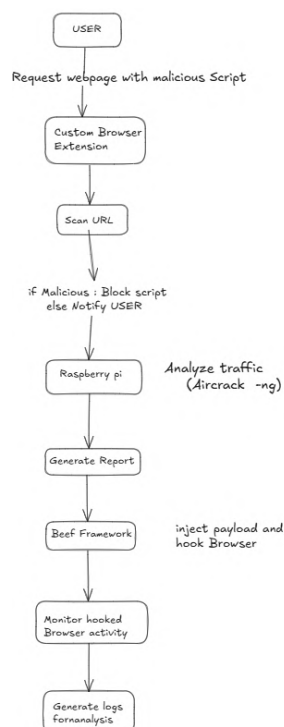 USER
Request webpage with malicious Script
Custom Browser
Extension
Scan URL
if Malicious : Block script
else Notify USER
Raspberry pi
Analyze traffic
(Aircrack -ng)
Generate Report
Beef Framework
inject payload and
hook Browser
Monitor hooked
Browser activity
Generate logs
fornanalysis